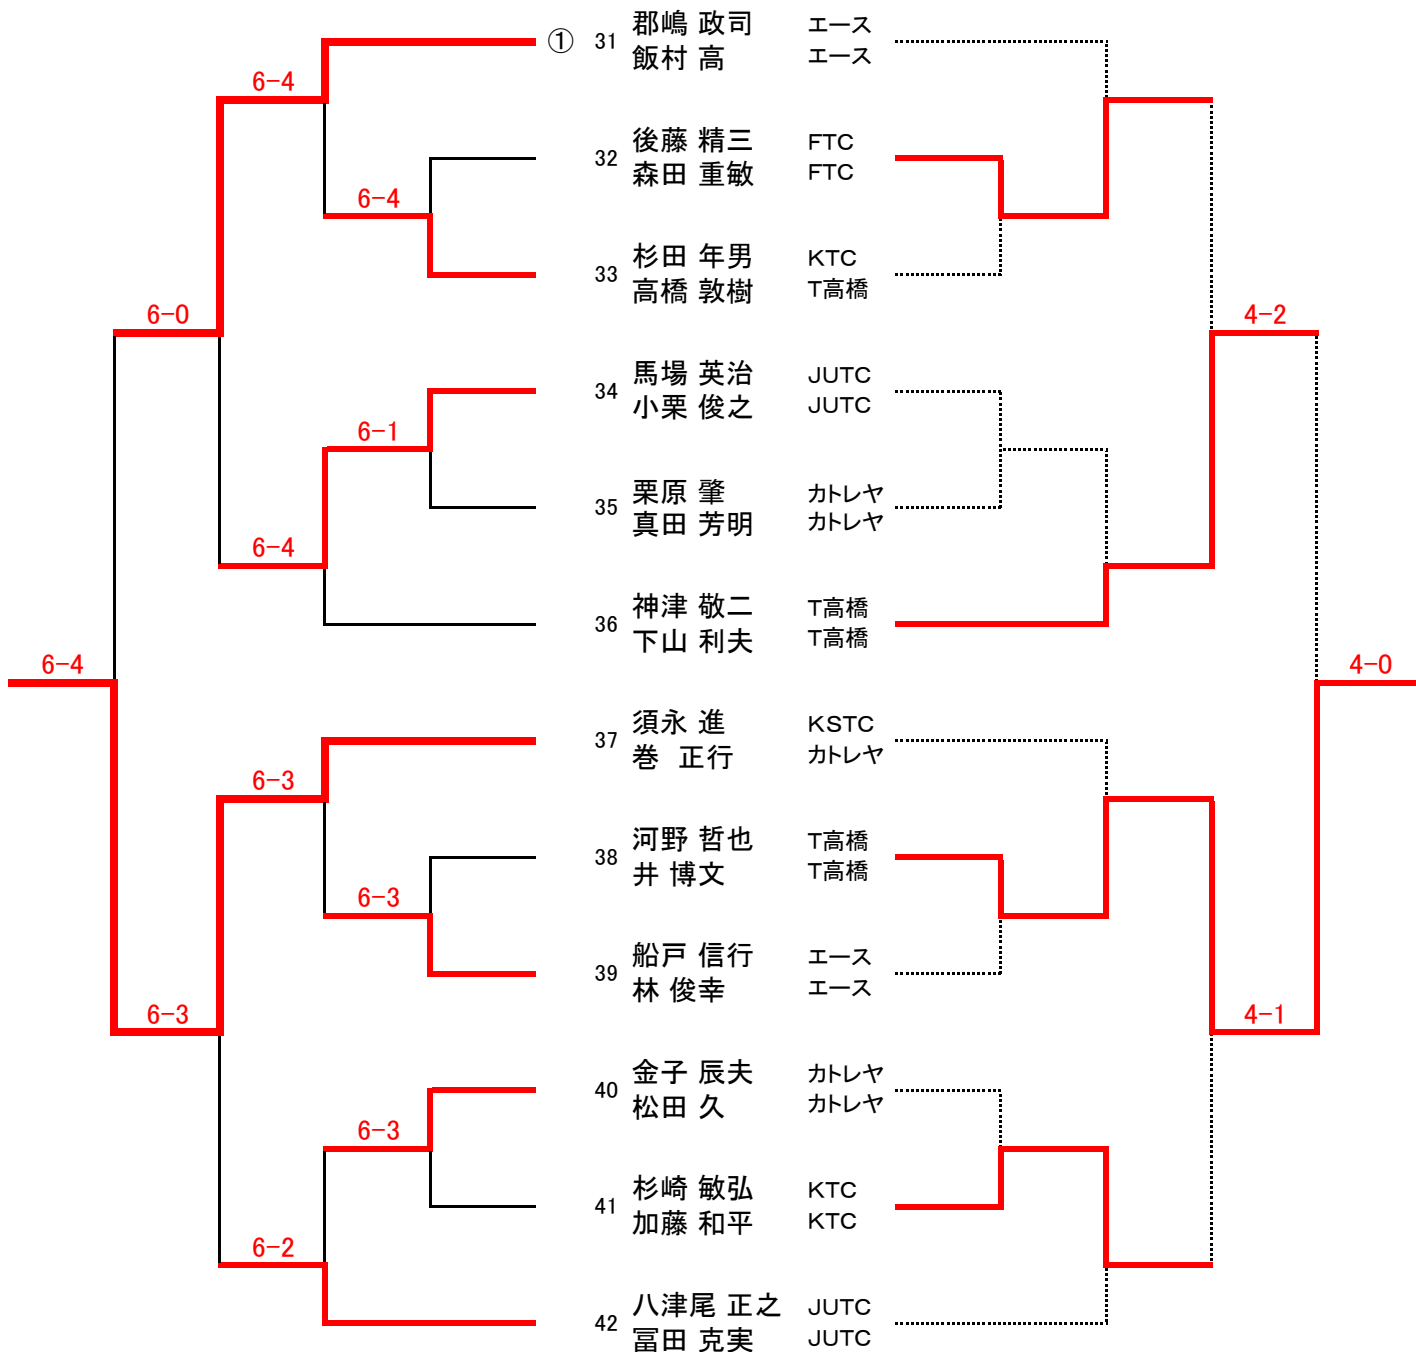 ① 31 郡嶋 政司 エース
飯村 高 エース
6-4
32 後藤 精三 FTC
森田 重敏 FTC
6-4
33 杉田 年男 KTC
高橋 敦樹 T高橋
6-0 4-2
34 馬場 英治 JUTC
小栗 俊之 JUTC
6-1
35 栗原 肇 カトレヤ
真田 芳明 カトレヤ
6-4
36 神津 敬二 T高橋
下山 利夫 T高橋
6-4 4-0
37 須永 進 KSTC
巻 正行 カトレヤ
6-3
38 河野 哲也 T高橋
井 博文 T高橋
6-3
39 船戸 信行 エース
林 俊幸 エース
6-3 4-1
40 金子 辰夫 カトレヤ
松田 久 カトレヤ
6-3
41 杉崎 敏弘 KTC
加藤 和平 KTC
6-2
42 八津尾 正之 JUTC
冨田 克実 JUTC